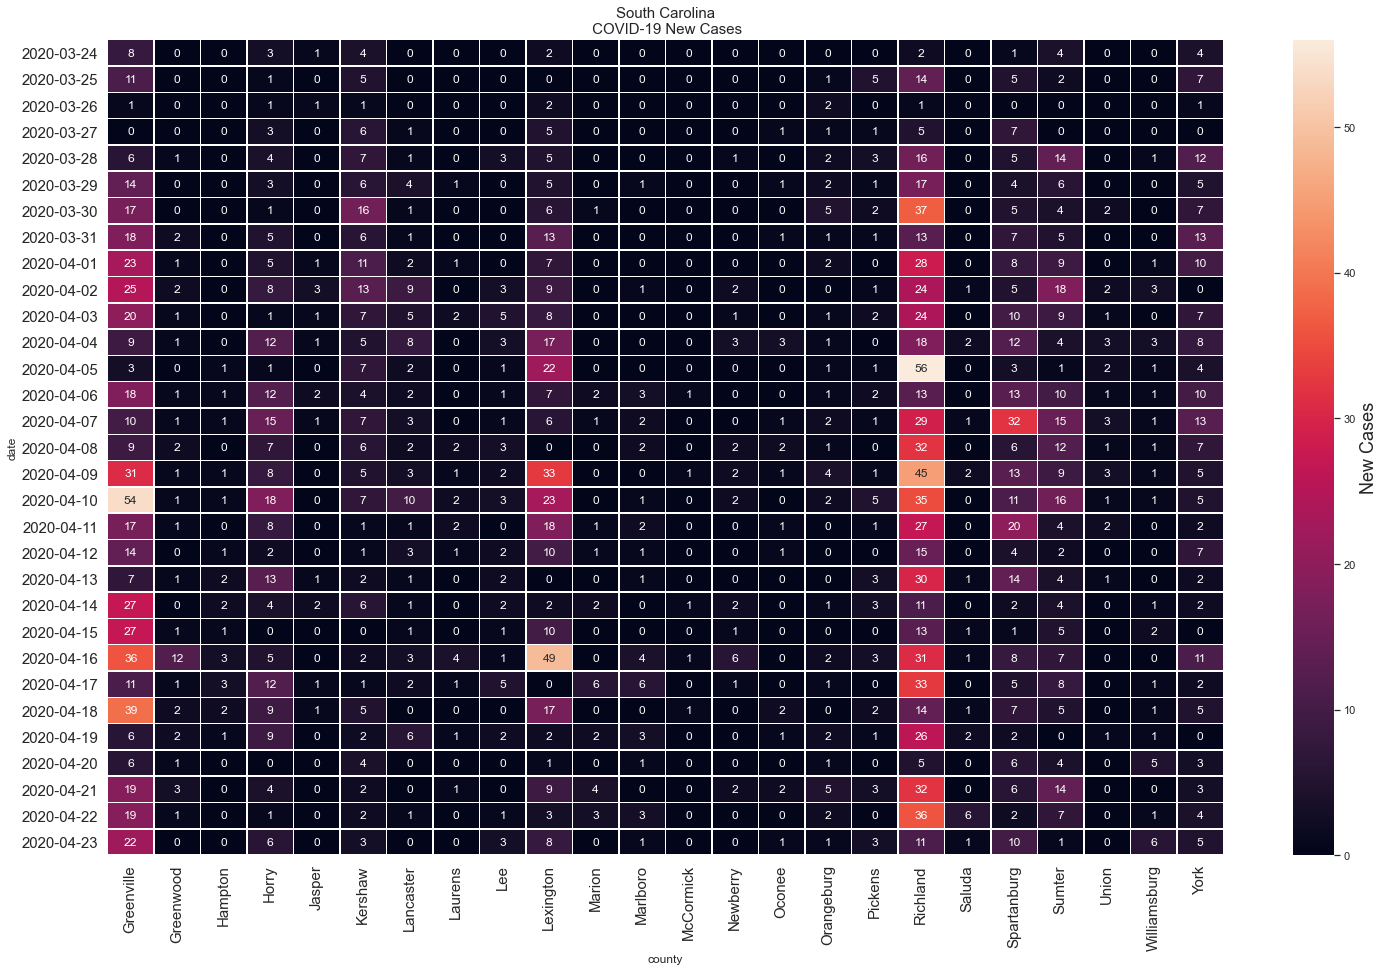 South Carolina
COVID-19 New Cases
2020-03-24 8 0 0 3 1 4 0 0 0 2 0 0 0 0 0 0 0 2 0 1 4 0 0 4
2020-03-25 11 0 0 1 0 5 0 0 0 0 0 0 0 0 0 1 5 14 0 5 2 0 0 7
2020-03-26 1 0 0 1 1 1 0 0 0 2 0 0 0 0 0 2 0 1 0 0 0 0 0 1
2020-03-27 0 0 0 3 0 6 1 0 0 5 0 0 0 0 1 1 1 5 0 7 0 0 0 0
2020-03-28 6 1 0 4 0 7 1 0 3 5 0 0 0 1 0 2 3 16 0 5 14 0 1 12
2020-03-29 14 0 0 3 0 6 4 1 0 5 0 1 0 0 1 2 1 17 0 4 6 0 0 5
2020-03-30 17 0 0 1 0 16 1 0 0 6 1 0 0 0 0 5 2 37 0 5 4 2 0 7
2020-03-31 18 2 0 5 0 6 1 0 0 13 0 0 0 0 1 1 1 13 0 7 5 0 0 13
2020-04-01 23 1 0 5 1 11 2 1 0 7 0 0 0 0 0 2 0 28 0 8 9 0 1 10
2020-04-02 25 2 0 8 3 13 9 0 3 9 0 1 0 2 0 0 1 24 1 5 18 2 3 0
2020-04-03 20 1 0 1 1 7 5 2 5 8 0 0 0 1 0 1 2 24 0 10 9 1 0 7
2020-04-04 9 1 0 12 1 5 8 0 3 17 0 0 0 3 3 1 0 18 2 12 4 3 3 8
2020-04-05 3 0 1 1 0 7 2 0 1 22 0 0 0 0 0 1 1 56 0 3 1 2 1 4
2020-04-06 18 1 1 12 2 4 2 0 1 7 2 3 1 0 0 1 2 13 0 13 10 1 1 10
2020-04-07 10 1 1 15 1 7 3 0 1 6 1 2 0 0 1 2 1 29 1 32 15 3 1 13
2020-04-08 9 2 0 7 0 6 2 2 3 0 0 2 0 2 2 1 0 32 0 6 12 1 1 7
2020-04-09 31 1 1 8 0 5 3 1 2 33 0 0 1 2 1 4 1 45 2 13 9 3 1 5
2020-04-10 54 1 1 18 0 7 10 2 3 23 0 1 0 2 0 2 5 35 0 11 16 1 1 5
2020-04-11 17 1 0 8 0 1 1 2 0 18 1 2 0 0 1 0 1 27 0 20 4 2 0 2
2020-04-12 14 0 1 2 0 1 3 1 2 10 1 1 0 0 1 0 0 15 0 4 2 0 0 7
2020-04-13 7 1 2 13 1 2 1 0 2 0 0 1 0 0 0 0 3 30 1 14 4 1 0 2
2020-04-14 27 0 2 4 2 6 1 0 2 2 2 0 1 2 0 1 3 11 0 2 4 0 1 2
2020-04-15 27 1 1 0 0 0 1 0 1 10 0 0 0 1 0 0 0 13 1 1 5 0 2 0
2020-04-16 36 12 3 5 0 2 3 4 1 49 0 4 1 6 0 2 3 31 1 8 7 0 0 11
2020-04-17 11 1 3 12 1 1 2 1 5 0 6 6 0 1 0 1 0 33 0 5 8 0 1 2
2020-04-18 39 2 2 9 1 5 0 0 0 17 0 0 1 0 2 0 2 14 1 7 5 0 1 5
2020-04-19 6 2 1 9 0 2 6 1 2 2 2 3 0 0 1 2 1 26 2 2 0 1 1 0
2020-04-20 6 1 0 0 0 4 0 0 0 1 0 1 0 0 0 1 0 5 0 6 4 0 5 3
2020-04-21 19 3 0 4 0 2 0 1 0 9 4 0 0 2 2 5 3 32 0 6 14 0 0 3
2020-04-22 19 1 0 1 0 2 1 0 1 3 3 3 0 0 0 2 0 36 6 2 7 0 1 4
2020-04-23 22 0 0 6 0 3 0 0 3 8 0 1 0 0 1 1 3 11 1 10 1 0 6 5
date
Greenville Greenwood Hampton Horry Jasper Kershaw Lancaster Laurens Lee Lexington Marion Marlboro McCormick Newberry Oconee Orangeburg Pickens Richland Saluda Spartanburg Sumter Union Williamsburg York
county
50
40
30
20
10
0
New Cases